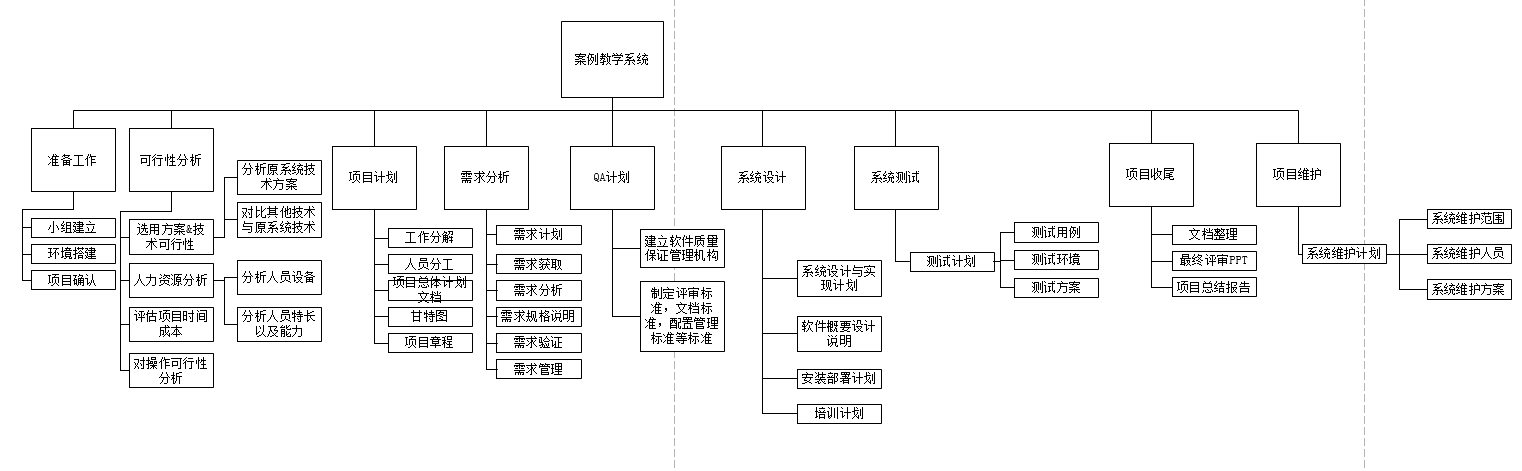 案例教学系统
准备工作
小组建立
环境搭建
项目确认
可行性分析
选用方案&技
术可行性
分析原系统技
术方案
对比其他技术
与原系统技术
人力资源分析
分析人员设备
分析人员特长
以及能力
评估项目时间
成本
对操作可行性
分析
项目计划
工作分解
人员分工
项目总体计划
文档
甘特图
项目章程
需求分析
需求计划
需求获取
需求分析
需求规格说明
需求验证
需求管理
QA计划
建立软件质量
保证管理机构
制定评审标
准，文档标
准，配置管理
标准等标准
系统设计
系统设计与实
现计划
软件概要设计
说明
安装部署计划
培训计划
系统测试
测试计划
测试用例
测试环境
测试方案
项目收尾
文档整理
最终评审PPT
项目总结报告
项目维护
系统维护计划
系统维护范围
系统维护人员
系统维护方案